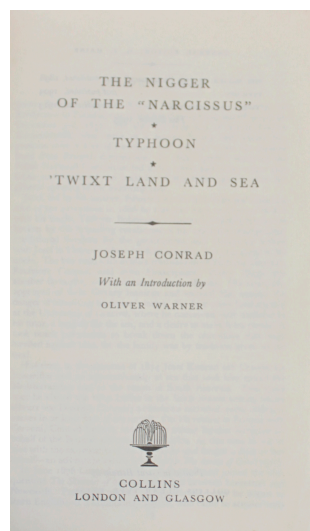 THE NIGGER
OF THE "NARCISSUS"
*
TYPHOON
*
'TWIXT LAND AND SEA
JOSEPH CONRAD
With an Introduction by
OLIVER WARNER
COLLINS
LONDON AND GLASGOW